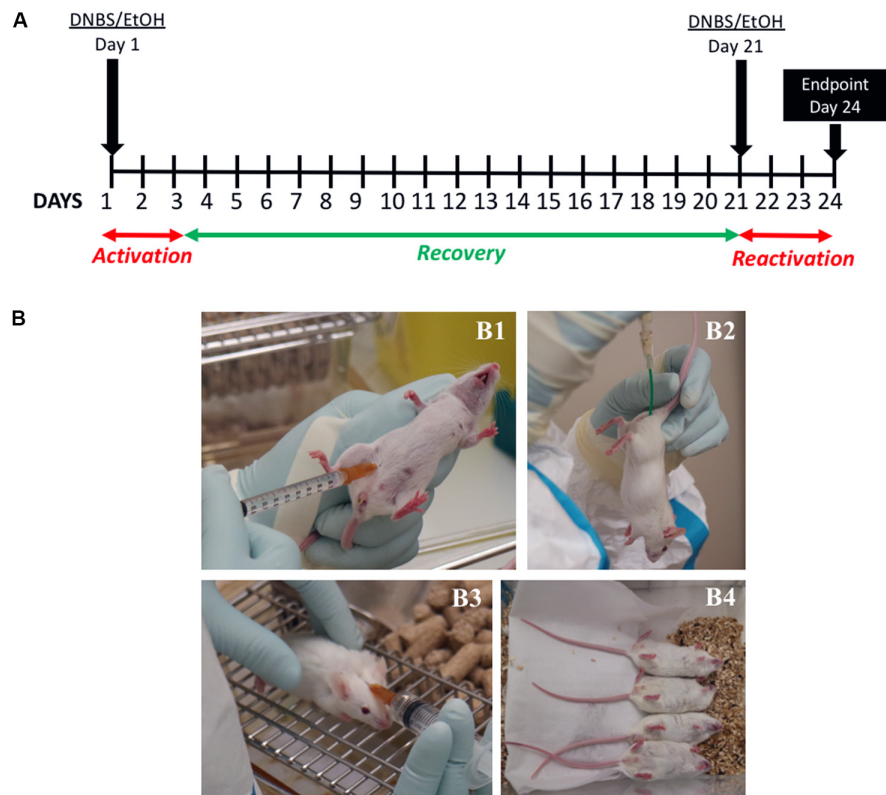 A
DNBS/EtOH
Day 1
DNBS/EtOH
Day 21
Endpoint
Day 24
DAYS 1 2 3 4 5 6 7 8 9 10 11 12 13 14 15 16 17 18 19 20 21 22 23 24
Activation
Recovery
Reactivation
B
B1
B2
B3
B4